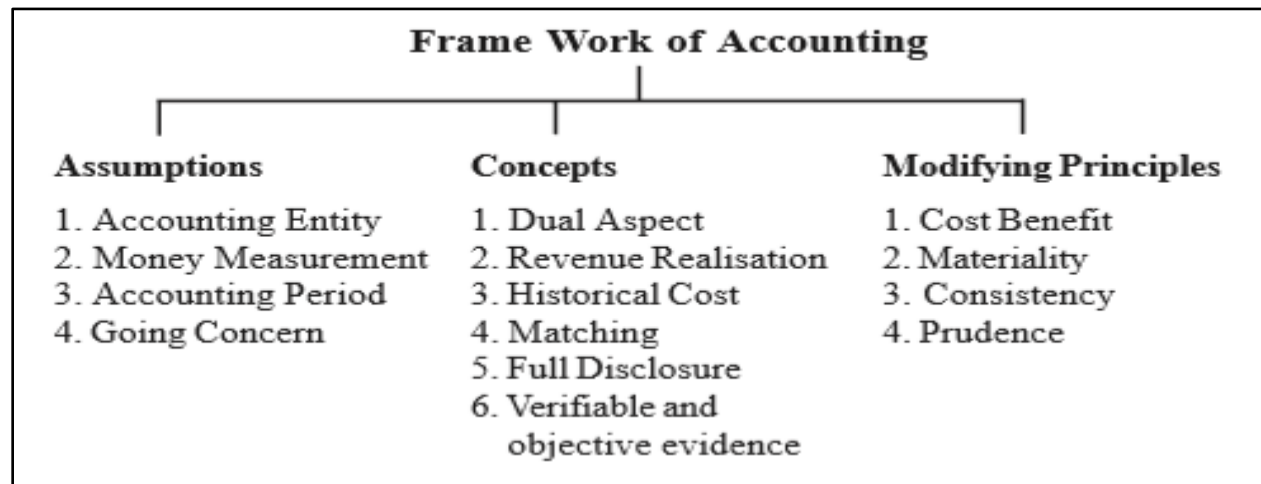 Frame Work of Accounting
Assumptions
1. Accounting Entity
2. Money Measurement
3. Accounting Period
4. Going Concern
Concepts
1. Dual Aspect
2. Revenue Realisation
3. Historical Cost
4. Matching
5. Full Disclosure
6. Verifiable and
objective evidence
Modifying Principles
1. Cost Benefit
2. Materiality
3. Consistency
4. Prudence